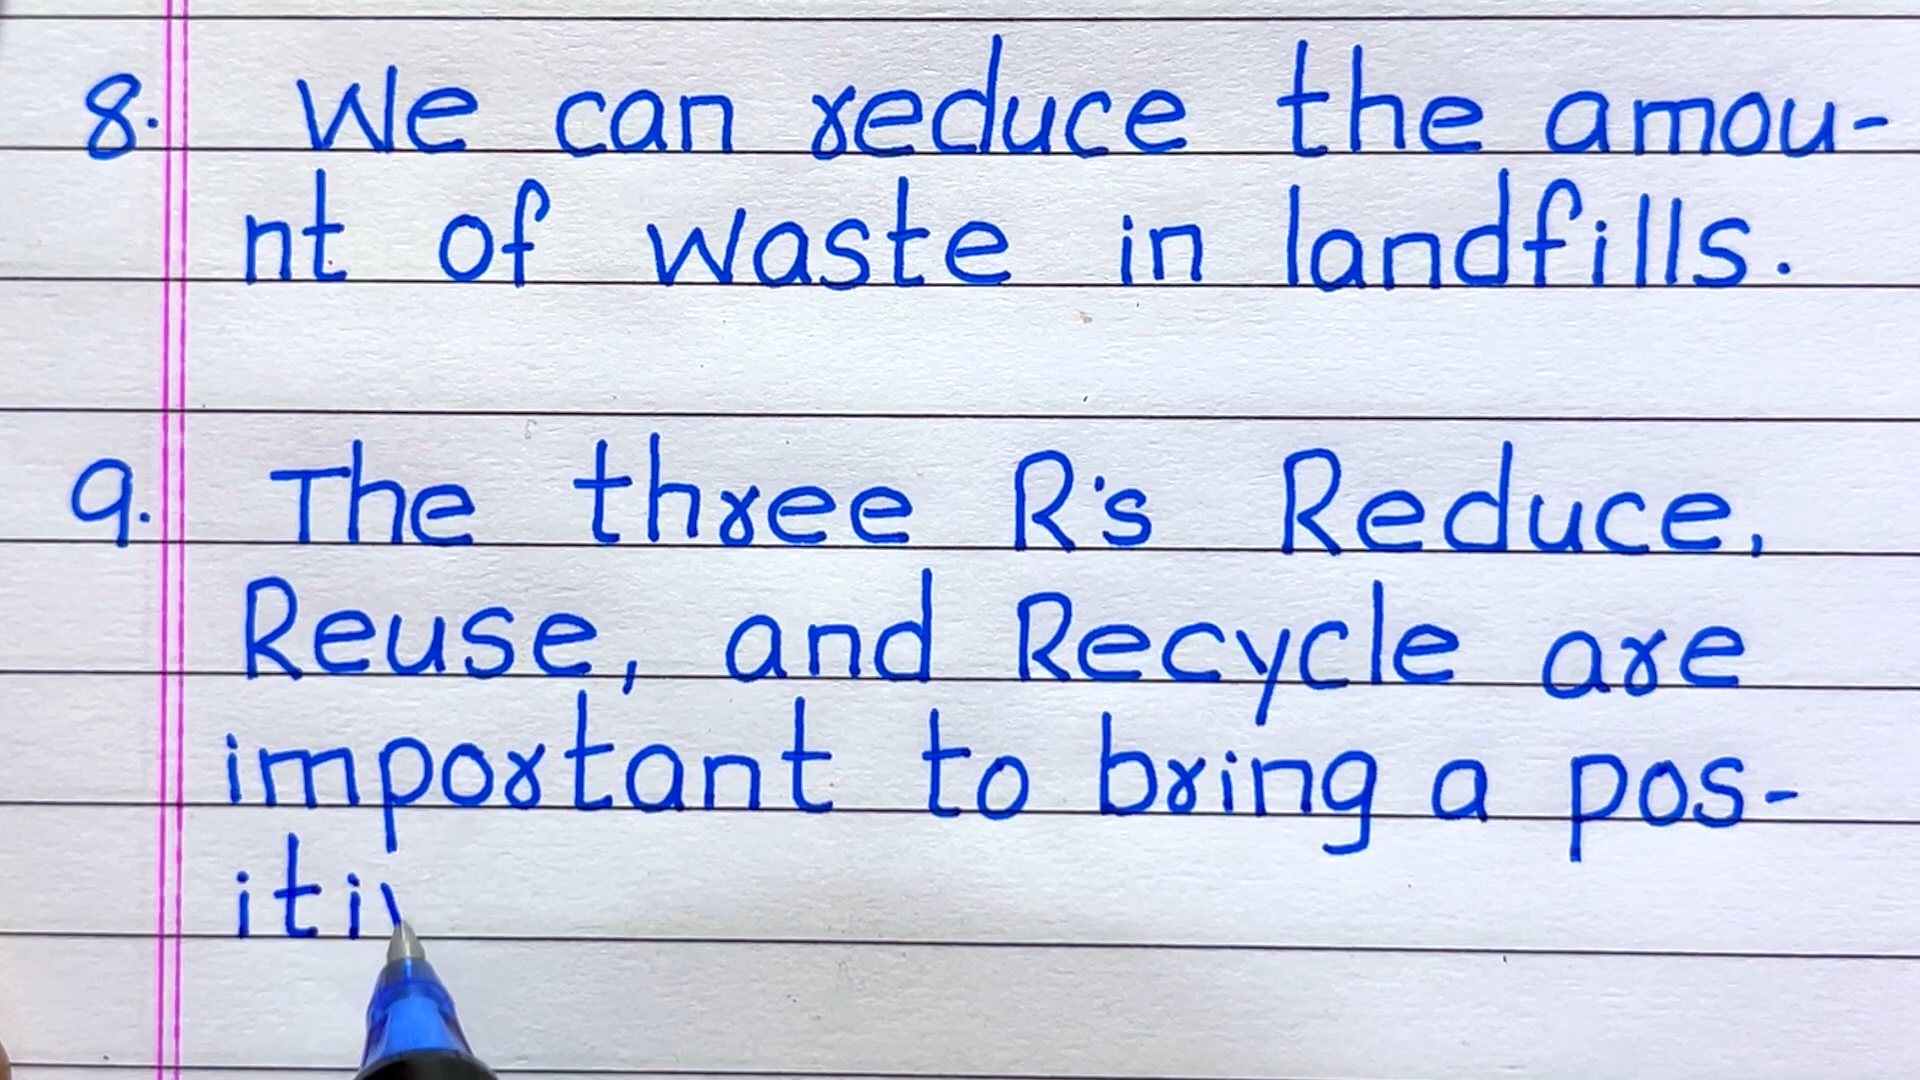 8. We can reduce the amou-
nt of waste in landfills.
9. The three R's Reduce,
Reuse, and Recycle are
important to bring a pos-
itiv